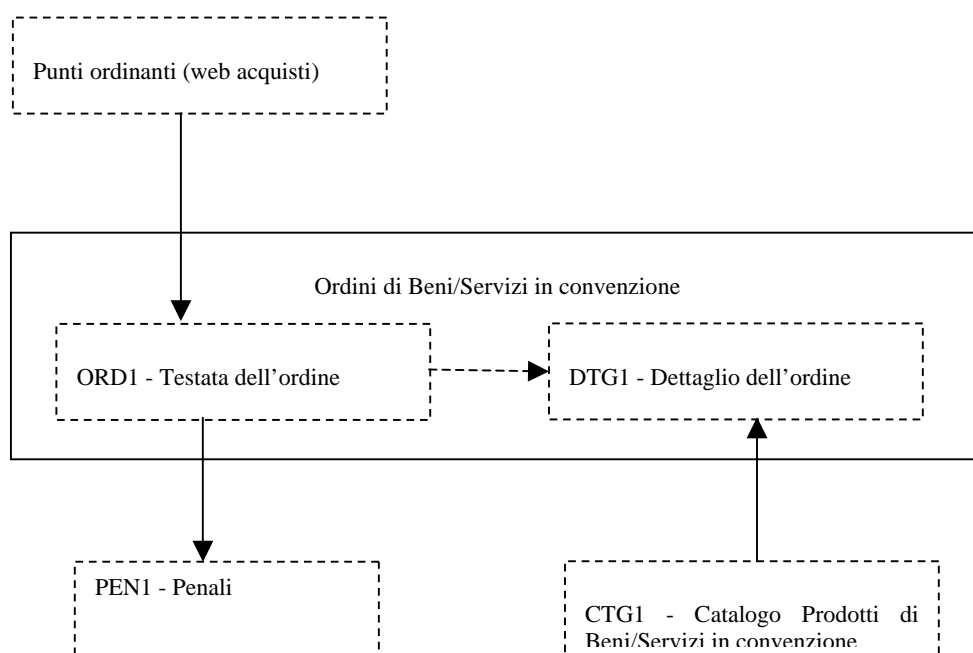 Punti ordinanti (web acquisti)
Ordini di Beni/Servizi in convenzione
ORD1 - Testata dell’ordine
DTG1 - Dettaglio dell’ordine
PEN1 - Penali
CTG1 - Catalogo Prodotti di
Beni/Servizi in convenzione